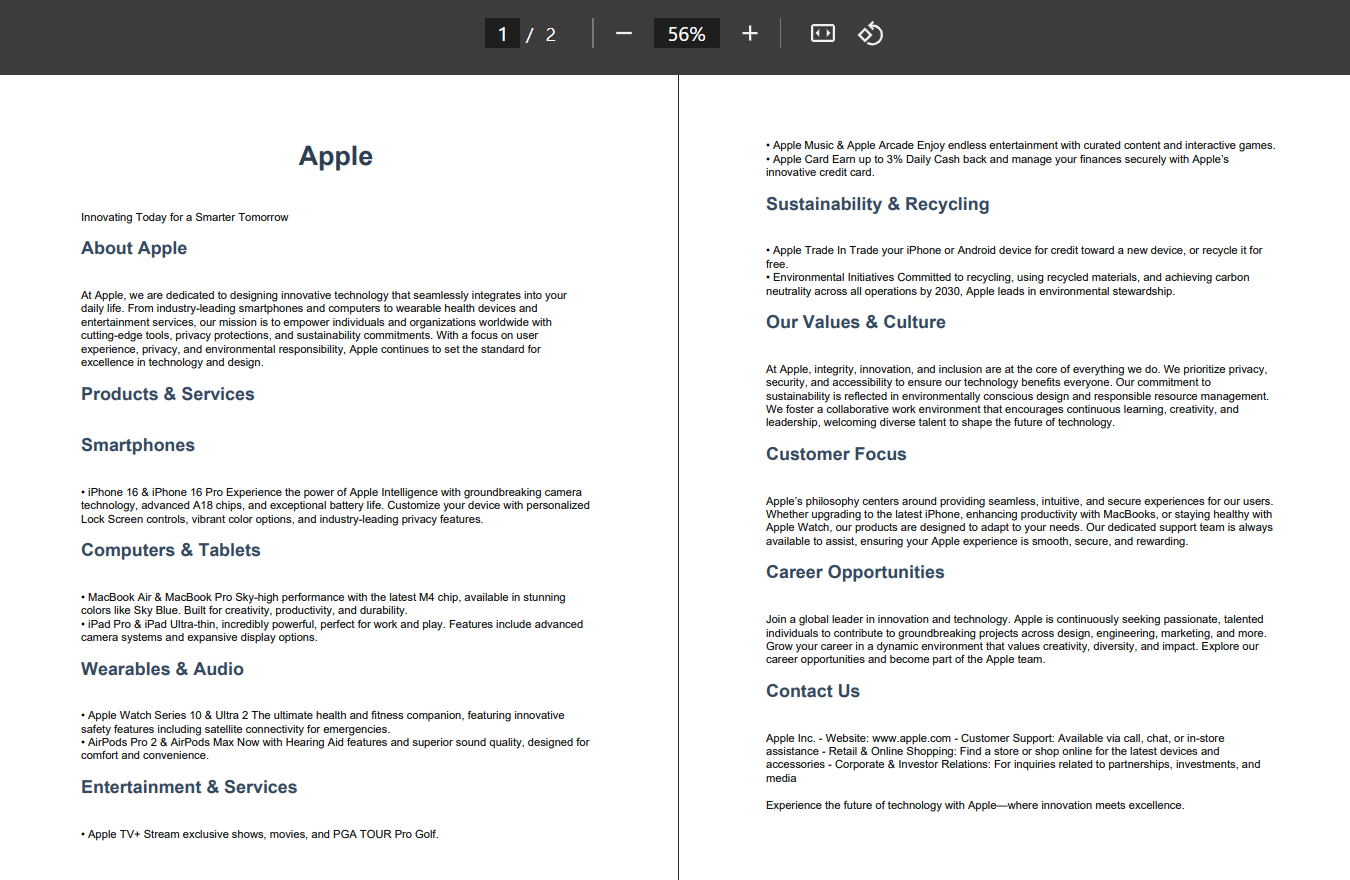 1 / 2
56%
Apple
Innovating Today for a Smarter Tomorrow
About Apple
At Apple, we are dedicated to designing innovative technology that seamlessly integrates into your
daily life. From industry-leading smartphones and computers to wearable health devices and
entertainment services, our mission is to empower individuals and organizations worldwide with
cutting-edge tools, privacy protections, and sustainability commitments. With a focus on user
experience, privacy, and environmental responsibility, Apple continues to set the standard for
excellence in technology and design.
Products & Services
Smartphones
• iPhone 16 & iPhone 16 Pro Experience the power of Apple Intelligence with groundbreaking camera
technology, advanced A18 chips, and exceptional battery life. Customize your device with personalized
Lock Screen controls, vibrant color options, and industry-leading privacy features.
Computers & Tablets
• MacBook Air & MacBook Pro Sky-high performance with the latest M4 chip, available in stunning
colors like Sky Blue. Built for creativity, productivity, and durability.
• iPad Pro & iPad Ultra-thin, incredibly powerful, perfect for work and play. Features include advanced
camera systems and expansive display options.
Wearables & Audio
• Apple Watch Series 10 & Ultra 2 The ultimate health and fitness companion, featuring innovative
safety features including satellite connectivity for emergencies.
• AirPods Pro 2 & AirPods Max Now with Hearing Aid features and superior sound quality, designed for
comfort and convenience.
Entertainment & Services
• Apple TV+ Stream exclusive shows, movies, and PGA TOUR Pro Golf.
• Apple Music & Apple Arcade Enjoy endless entertainment with curated content and interactive games.
• Apple Card Earn up to 3% Daily Cash back and manage your finances securely with Apple's
innovative credit card.
Sustainability & Recycling
• Apple Trade In Trade your iPhone or Android device for credit toward a new device, or recycle it for
free.
• Environmental Initiatives Committed to recycling, using recycled materials, and achieving carbon
neutrality across all operations by 2030, Apple leads in environmental stewardship.
Our Values & Culture
At Apple, integrity, innovation, and inclusion are at the core of everything we do. We prioritize privacy,
security, and accessibility to ensure our technology benefits everyone. Our commitment to
sustainability is reflected in environmentally conscious design and responsible resource management.
We foster a collaborative work environment that encourages continuous learning, creativity, and
leadership, welcoming diverse talent to shape the future of technology.
Customer Focus
Apple's philosophy centers around providing seamless, intuitive, and secure experiences for our users.
Whether upgrading to the latest iPhone, enhancing productivity with MacBooks, or staying healthy with
Apple Watch, our products are designed to adapt to your needs. Our dedicated support team is always
available to assist, ensuring your Apple experience is smooth, secure, and rewarding.
Career Opportunities
Join a global leader in innovation and technology. Apple is continuously seeking passionate, talented
individuals to contribute to groundbreaking projects across design, engineering, marketing, and more.
Grow your career in a dynamic environment that values creativity, diversity, and impact. Explore our
career opportunities and become part of the Apple team.
Contact Us
Apple Inc. - Website: www.apple.com - Customer Support: Available via call, chat, or in-store
assistance - Retail & Online Shopping: Find a store or shop online for the latest devices and
accessories - Corporate & Investor Relations: For inquiries related to partnerships, investments, and
media
Experience the future of technology with Apple—where innovation meets excellence.